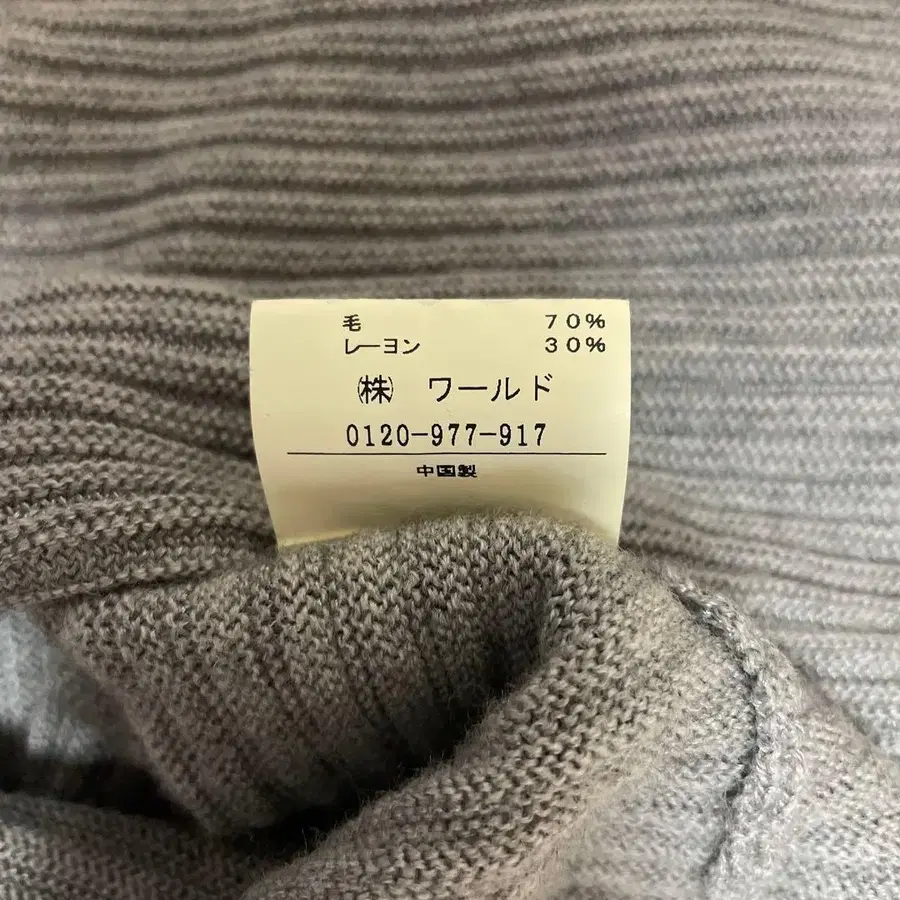 毛 70%
レーヨン 30%
㈱ ワールド
0120-977-917
中国製